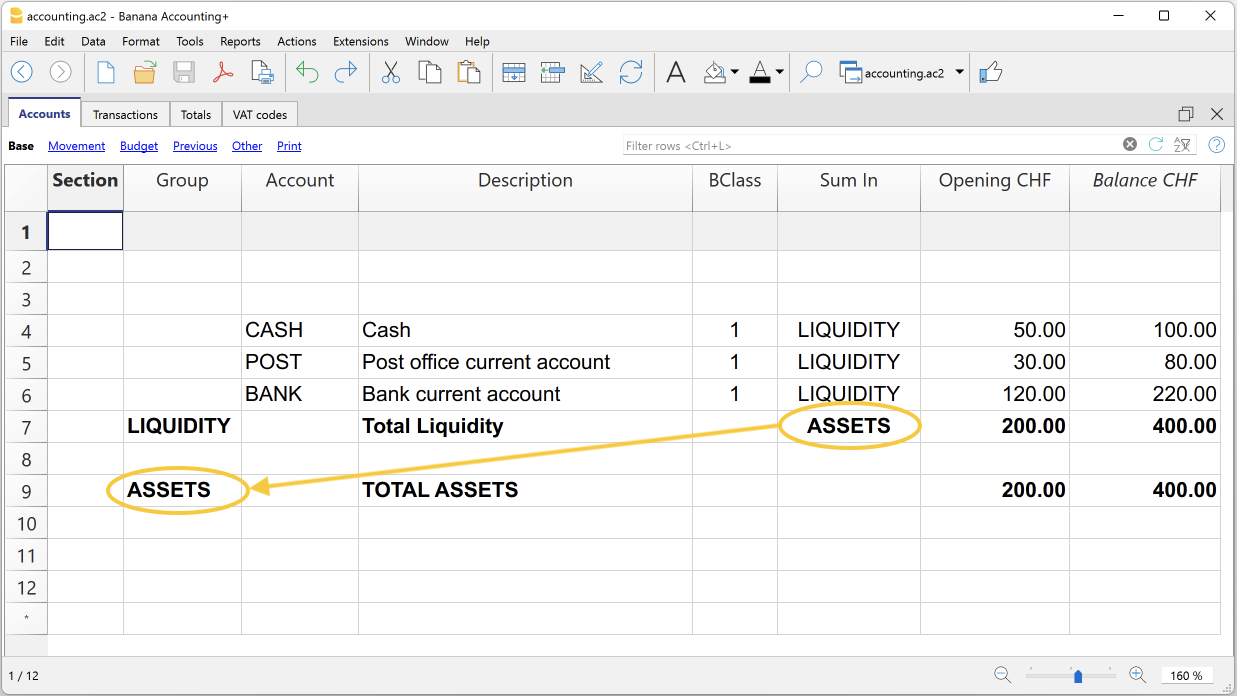 accounting.ac2 - Banana Accounting+
File Edit Data Format Tools Reports Actions Extensions Window Help
A A accounting.ac2
Accounts Transactions Totals VAT codes
Base Movement Budget Previous Other Print Filter rows <Ctrl+L> AZ ?
Section Group Account Description BClass Sum In Opening CHF Balance CHF
1
2
3
4 CASH Cash 1 LIQUIDITY 50.00 100.00
5 POST Post office current account 1 LIQUIDITY 30.00 80.00
6 BANK Bank current account 1 LIQUIDITY 120.00 220.00
7 LIQUIDITY Total Liquidity ASSETS 200.00 400.00
8
9 ASSETS TOTAL ASSETS 200.00 400.00
10
11
12
*
1 / 12 160 %